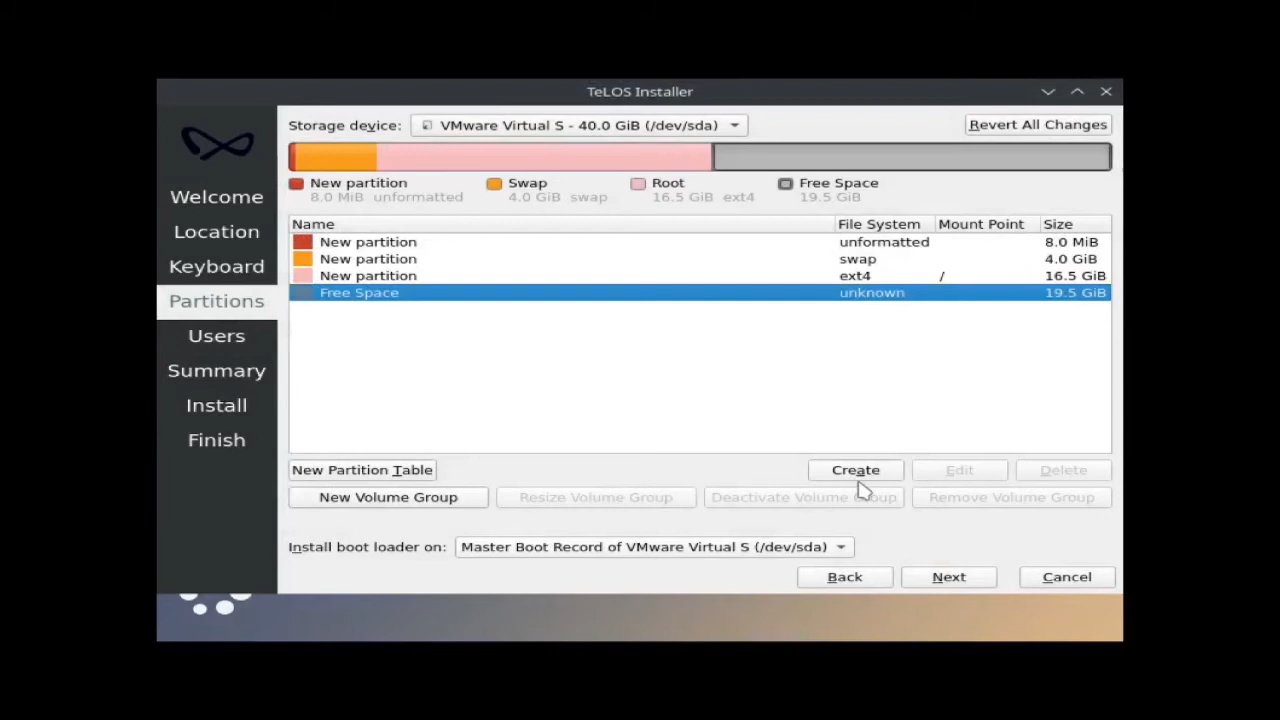 TeLOS Installer
Storage device: VMware Virtual S - 40.0 GiB (/dev/sda) Revert All Changes
New partition Swap Root Free Space
8.0 MiB unformatted 4.0 GiB swap 16.5 GiB ext4 19.5 GiB
Name File System Mount Point Size
New partition unformatted 8.0 MiB
New partition swap 4.0 GiB
New partition ext4 / 16.5 GiB
Free Space unknown 19.5 GiB
Welcome
Location
Keyboard
Partitions
Users
Summary
Install
Finish
New Partition Table Create Edit Delete
New Volume Group Resize Volume Group Deactivate Volume Group Remove Volume Group
Install boot loader on: Master Boot Record of VMware Virtual S (/dev/sda)
Back Next Cancel